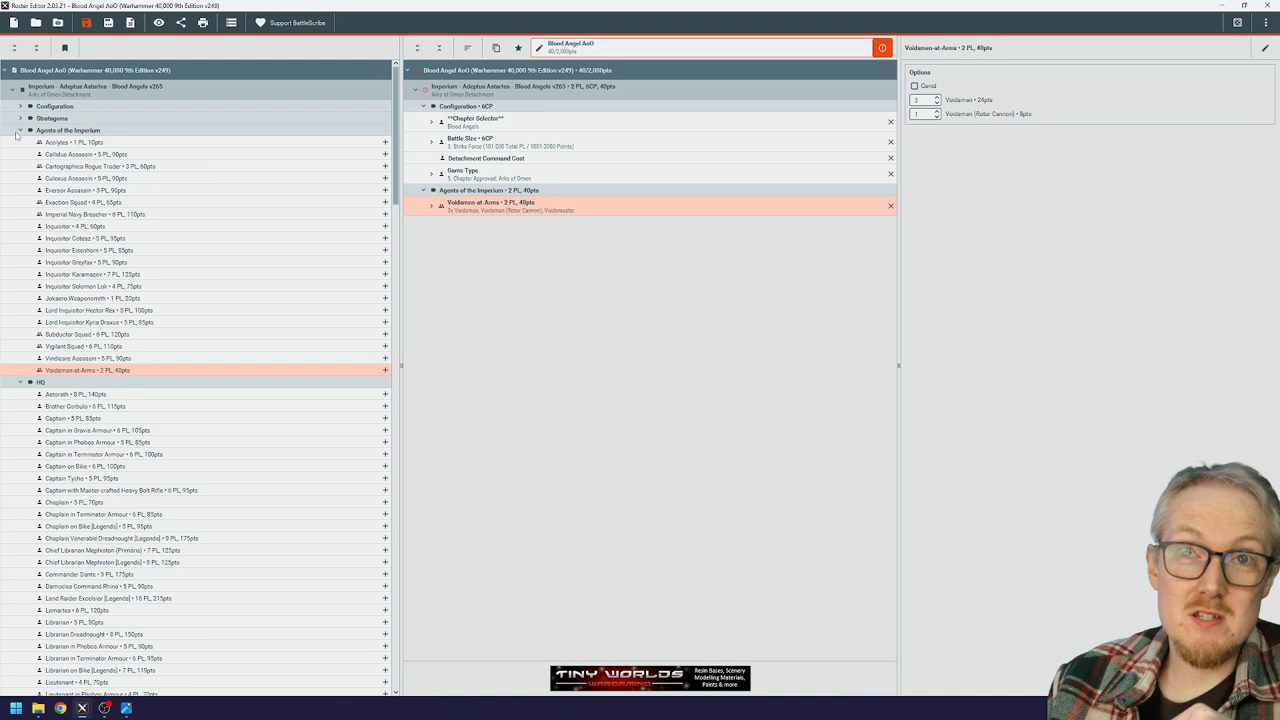 Roster Editor 2.03.21 - Blood Angel AoO (Warhammer 40,000 9th Edition v249)
Support BattleScribe
Blood Angel AoO (Warhammer 40,000 9th Edition v249)
Imperium - Adeptus Astartes - Blood Angels v265
Arks of Omen Detachment
Configuration
Stratagems
Agents of the Imperium
Acolytes • 1 PL, 10pts
Callidus Assassin • 5 PL, 90pts
Cartographica Rogue Trader • 3 PL, 60pts
Culexus Assassin • 5 PL, 90pts
Eversor Assassin • 5 PL, 90pts
Exaction Squad • 4 PL, 65pts
Imperial Navy Breacher • 6 PL, 110pts
Inquisitor • 4 PL, 60pts
Inquisitor Coteaz • 5 PL, 95pts
Inquisitor Eisenhorn • 5 PL, 85pts
Inquisitor Greyfax • 5 PL, 90pts
Inquisitor Karamazov • 7 PL, 125pts
Inquisitor Solomon Lok • 4 PL, 75pts
Jokaero Weaponsmith • 1 PL, 20pts
Lord Inquisitor Hector Rex • 5 PL, 100pts
Lord Inquisitor Kyria Draxus • 5 PL, 85pts
Subductor Squad • 6 PL, 120pts
Vigilant Squad • 6 PL, 110pts
Vindicare Assassin • 5 PL, 90pts
Voidsmen-at-Arms • 2 PL, 40pts
HQ
Astorath • 8 PL, 140pts
Brother Corbulo • 6 PL, 115pts
Captain • 5 PL, 85pts
Captain in Gravis Armour • 6 PL, 105pts
Captain in Phobos Armour • 5 PL, 85pts
Captain in Terminator Armour • 6 PL, 100pts
Captain on Bike • 6 PL, 100pts
Captain Tycho • 5 PL, 95pts
Captain with Master-crafted Heavy Bolt Rifle • 6 PL, 95pts
Chaplain • 5 PL, 70pts
Chaplain in Terminator Armour • 6 PL, 85pts
Chaplain on Bike [Legends] • 5 PL, 95pts
Chaplain Venerable Dreadnought [Legends] • 9 PL, 175pts
Chief Librarian Mephiston (Primaris) • 7 PL, 125pts
Chief Librarian Mephiston [Legends] • 8 PL, 160pts
Commander Dante • 9 PL, 175pts
Damocles Command Rhino • 5 PL, 90pts
Land Raider Excelsior [Legends] • 16 PL, 215pts
Lemartes • 6 PL, 120pts
Librarian • 5 PL, 80pts
Librarian Dreadnought • 8 PL, 150pts
Librarian in Phobos Armour • 5 PL, 90pts
Librarian in Terminator Armour • 6 PL, 95pts
Librarian on Bike [Legends] • 7 PL, 119pts
Lieutenant • 4 PL, 70pts
Lieutenant in Phobos Armour • 4 PL, 70pts
Blood Angel AoO
40/2,000pts
Blood Angel AoO (Warhammer 40,000 9th Edition v249) • 40/2,000pts
Imperium - Adeptus Astartes - Blood Angels v265 • 2 PL, 6CP, 40pts
Arks of Omen Detachment
Configuration • 6CP
**Chapter Selector**
Blood Angels
Battle Size • 6CP
3. Strike Force (101-200 Total PL / 1001-2000 Points)
Detachment Command Cost
Game Type
5. Chapter Approved: Arks of Omen
Agents of the Imperium • 2 PL, 40pts
Voidsmen-at-Arms • 2 PL, 40pts
3x Voidsman, Voidsman (Rotor Cannon), Voidmaster
TINY WORLDS
WARGAMING
Resin Bases, Scenery
Modelling Materials,
Paints & more
Voidsmen-at-Arms • 2 PL, 40pts
Options
Canid
3 Voidsman • 24pts
1 Voidsman (Rotor Cannon) • 8pts